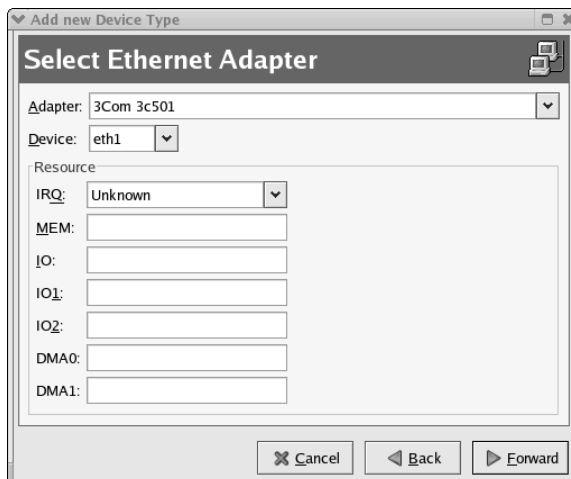 Add new Device Type
Select Ethernet Adapter
Adapter: 3Com 3c501
Device: eth1
Resource
IRQ: Unknown
MEM:
IO:
IO1:
IO2:
DMA0:
DMA1:
Cancel Back Forward